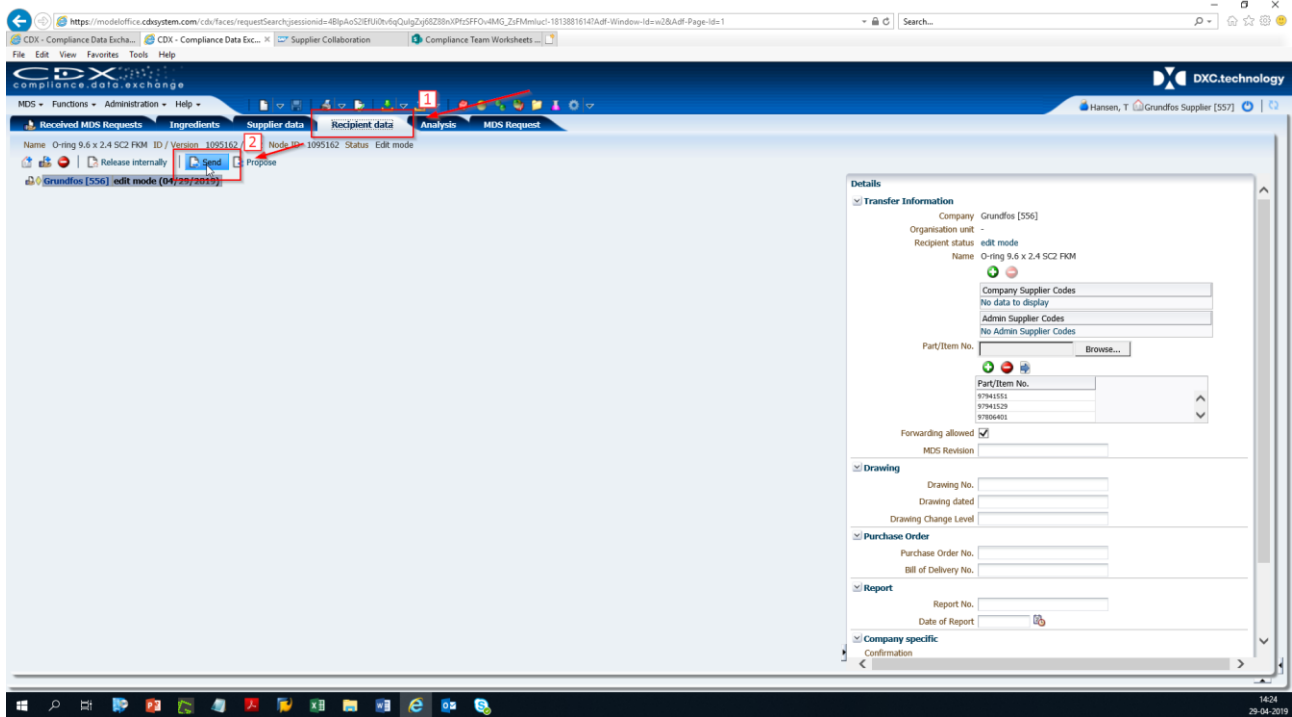 https://modeloffice.cdxsystem.com/cdx/faces/requestSearch;jsessionid=4BlpAoS2lEfUi0tv6qQulgZxj68Z88nXPfzSFFOv4MG_ZsFMmluc!-1813881614?Adf-Window-Id=w2&Adf-Page-Id=1
Search...
CDX - Compliance Data Excha...
CDX - Compliance Data Exc...
Supplier Collaboration
Compliance Team Worksheets ...
File Edit View Favorites Tools Help
CDX
compliance.data.exchange
DXC.technology
MDS Functions Administration Help
1
Hansen, T Grundfos Supplier [557]
Received MDS Requests Ingredients Supplier data Recipient data Analysis MDS Request
Name O-ring 9.6 x 2.4 SC2 FKM ID / Version 1095162 / Node ID 1095162 Status Edit mode
2
Release internally Send Propose
Grundfos [556] edit mode (04/29/2019)
Details
Transfer Information
Company Grundfos [556]
Organisation unit -
Recipient status edit mode
Name O-ring 9.6 x 2.4 SC2 FKM
Company Supplier Codes
No data to display
Admin Supplier Codes
No Admin Supplier Codes
Part/Item No. Browse...
Part/Item No.
97941551
97941529
97806401
Forwarding allowed
MDS Revision
Drawing
Drawing No.
Drawing dated
Drawing Change Level
Purchase Order
Purchase Order No.
Bill of Delivery No.
Report
Report No.
Date of Report
Company specific
Confirmation
14:24
29-04-2019